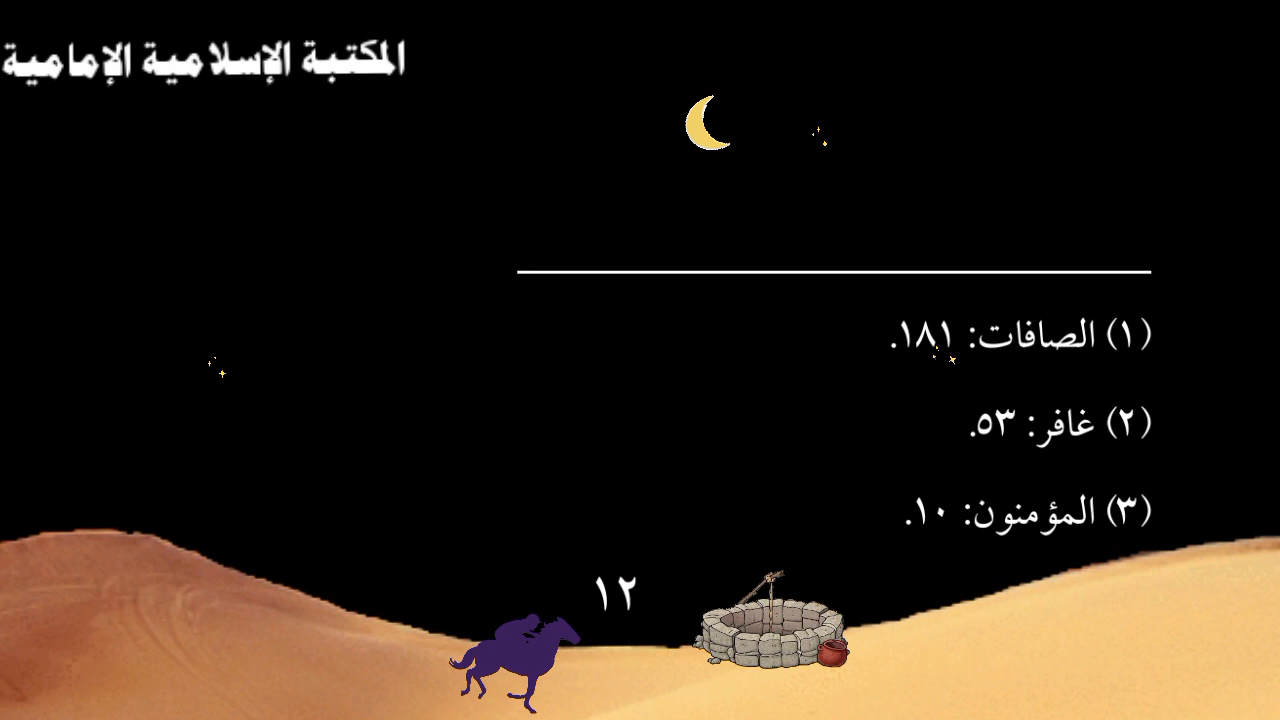 المكتبة الإسلامية الإمامية
(١) الصافات: ١٨١.
(٢) غافر: ٥٣.
(٣) المؤمنون: ١٠.
١٢